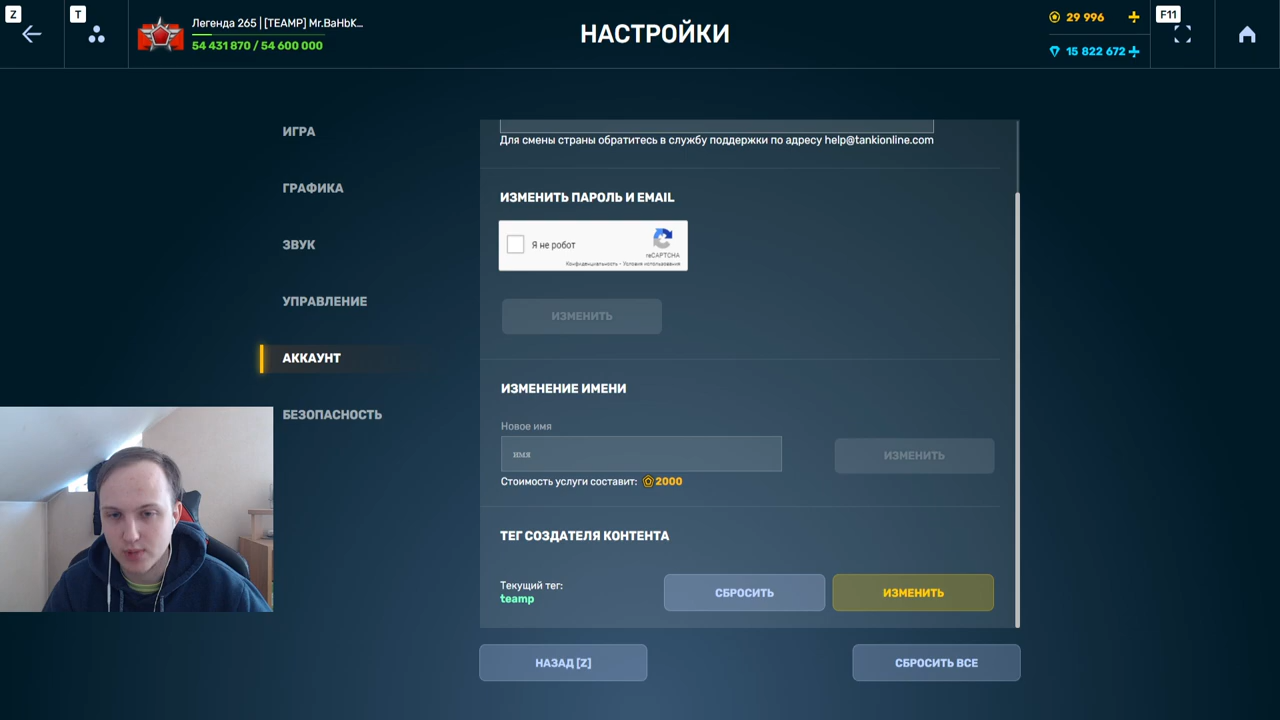 Z
T
Легенда 265 | [TEAMP] Mr.BaHbK...
54 431 870 / 54 600 000
НАСТРОЙКИ
29 996
15 822 672
F11
ИГРА
ГРАФИКА
ЗВУК
УПРАВЛЕНИЕ
АККАУНТ
БЕЗОПАСНОСТЬ
Для смены страны обратитесь в службу поддержки по адресу help@tankionline.com
ИЗМЕНИТЬ ПАРОЛЬ И EMAIL
Я не робот
reCAPTCHA
Конфиденциальность - Условия использования
ИЗМЕНИТЬ
ИЗМЕНЕНИЕ ИМЕНИ
Новое имя
имя
ИЗМЕНИТЬ
Стоимость услуги составит: 2000
ТЕГ СОЗДАТЕЛЯ КОНТЕНТА
Текущий тег:
teamp
СБРОСИТЬ
ИЗМЕНИТЬ
НАЗАД [Z]
СБРОСИТЬ ВСЕ